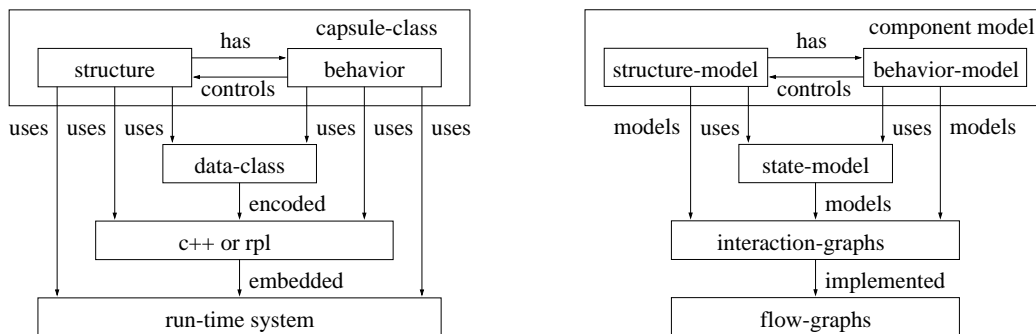 capsule-class
has
structure
behavior
controls
uses uses uses uses uses uses
data-class
encoded
c++ or rpl
embedded
run-time system
component model
has
structure-model
behavior-model
controls
models uses uses models
state-model
models
interaction-graphs
implemented
flow-graphs